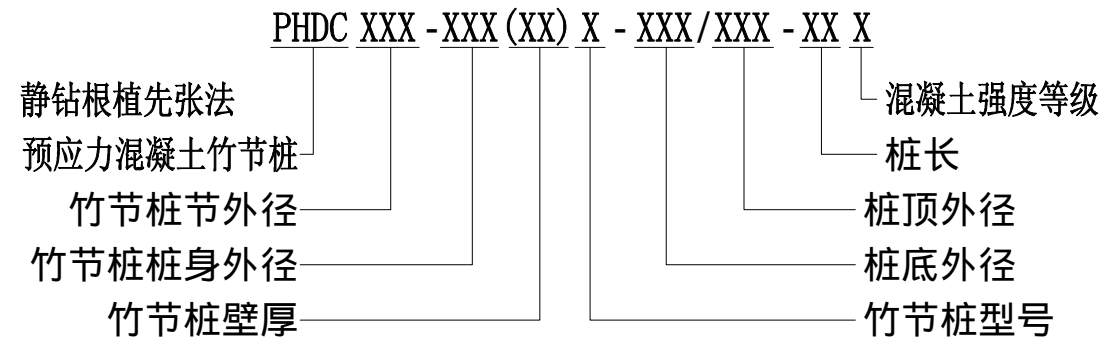 PHDC XXX -XXX (XX) X - XXX/XXX - XX X
静钻根植先张法
预应力混凝土竹节桩
竹节桩节外径
竹节桩桩身外径
竹节桩壁厚
混凝土强度等级
桩长
桩顶外径
桩底外径
竹节桩型号